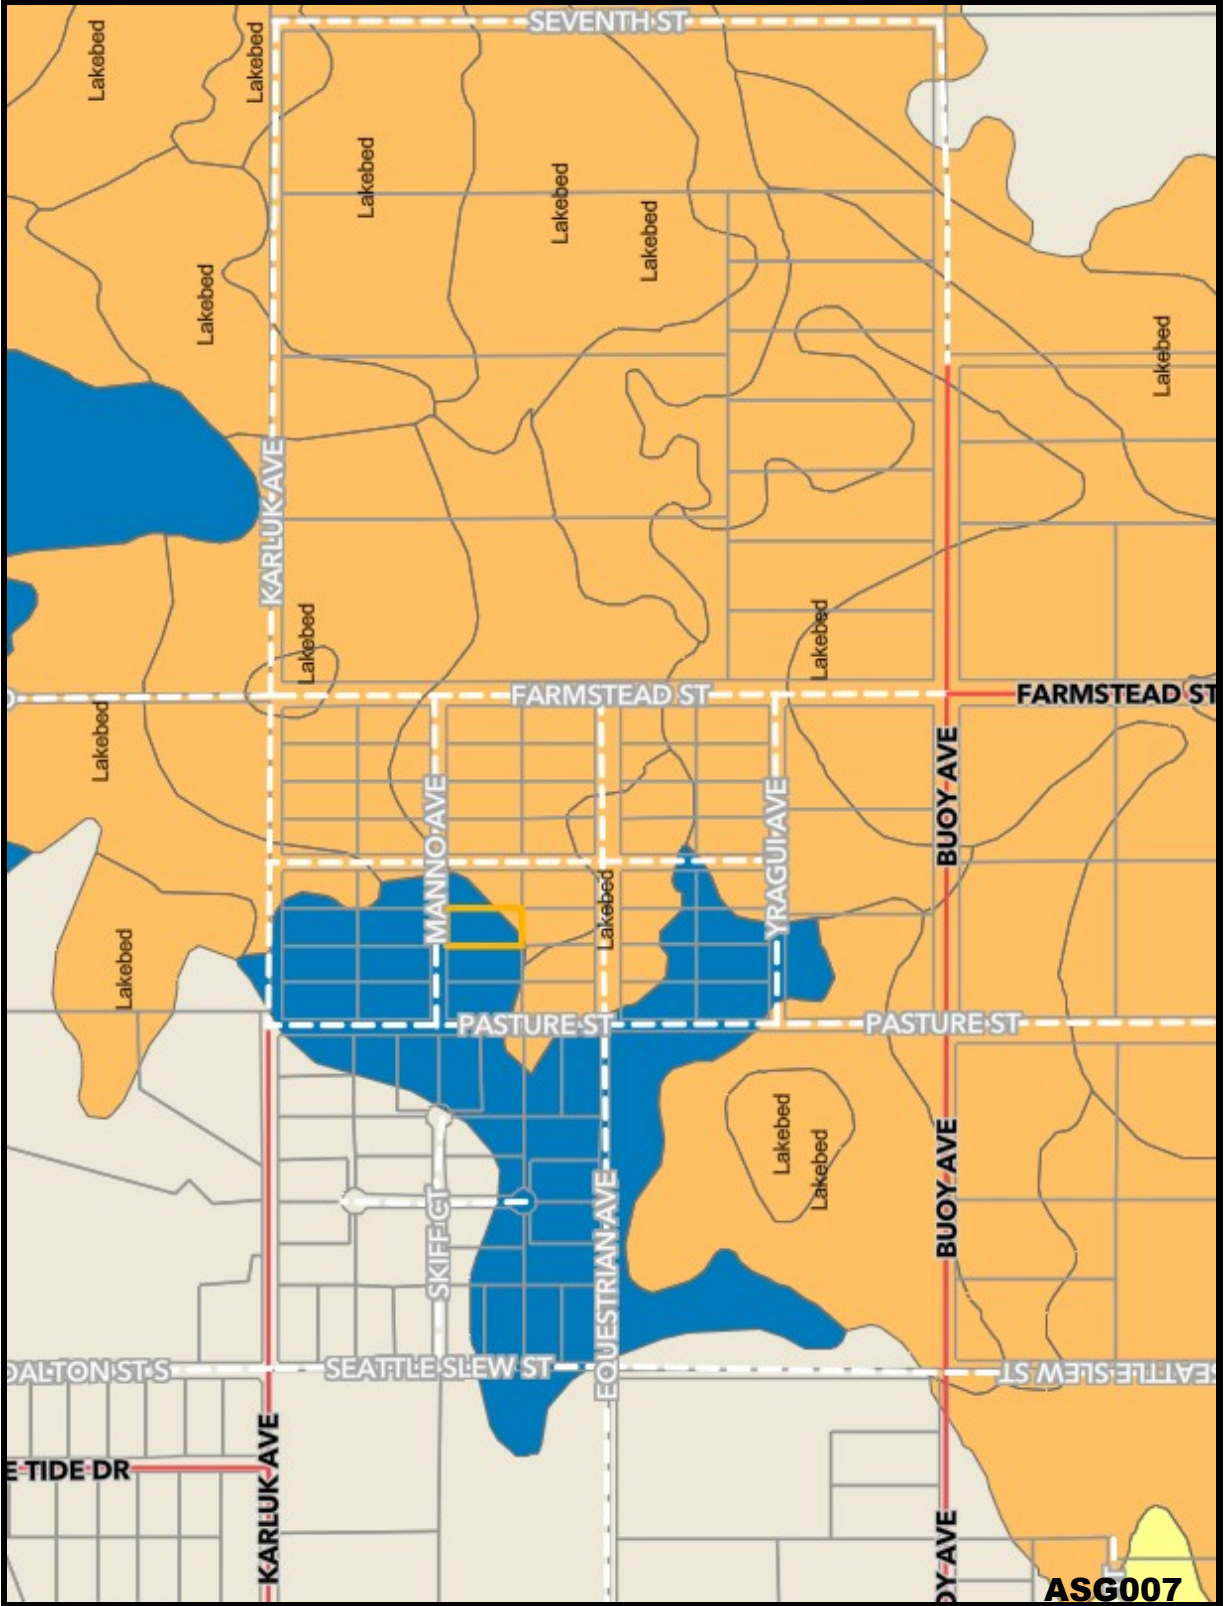 SEVENTH ST
Lakebed
Lakebed
Lakebed
Lakebed
Lakebed
Lakebed
Lakebed
KARLUK AVE
Lakebed
Lakebed
FARMSTEAD ST
FARMSTEAD ST
Lakebed
MANNO AVE
YRAGUI AVE
BUOY AVE
Lakebed
Lakebed
PASTURE ST
PASTURE ST
Lakebed
Lakebed
BUOY AVE
SKIFF CT
EQUESTRIAN AVE
DALTON ST S
SEATTLE SLEW ST
SEATTLE SLEW ST
E TIDE DR
KARLUK AVE
OY AVE
ASG007